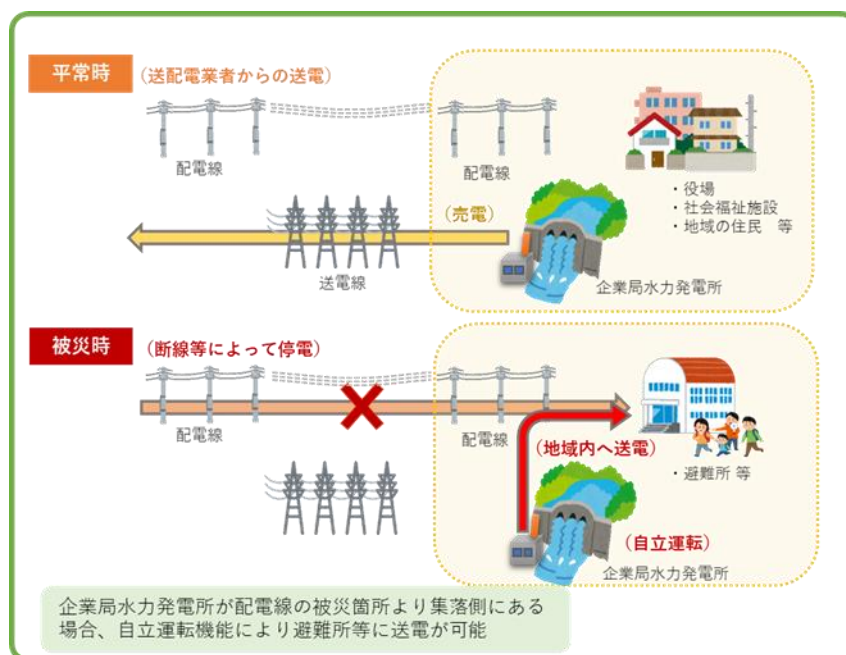 平常時
(送配電業者からの送電)
配電線
配電線
・役場
・社会福祉施設
・地域の住民 等
(売電)
送電線
企業局水力発電所
被災時
(断線等によって停電)
配電線
配電線
(地域内へ送電)
・避難所 等
(自立運転)
企業局水力発電所
企業局水力発電所が配電線の被災箇所より集落側にある
場合、自立運転機能により避難所等に送電が可能